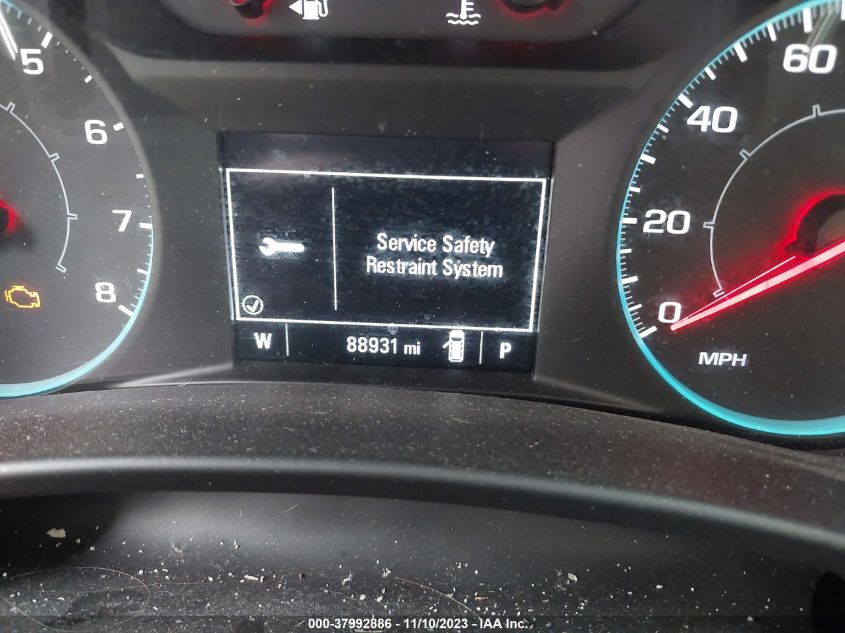 5
6
7
8
Service Safety
Restraint System
W
88931 mi
P
60
40
20
0
MPH
000-37992886 - 11/10/2023 - IAA Inc.